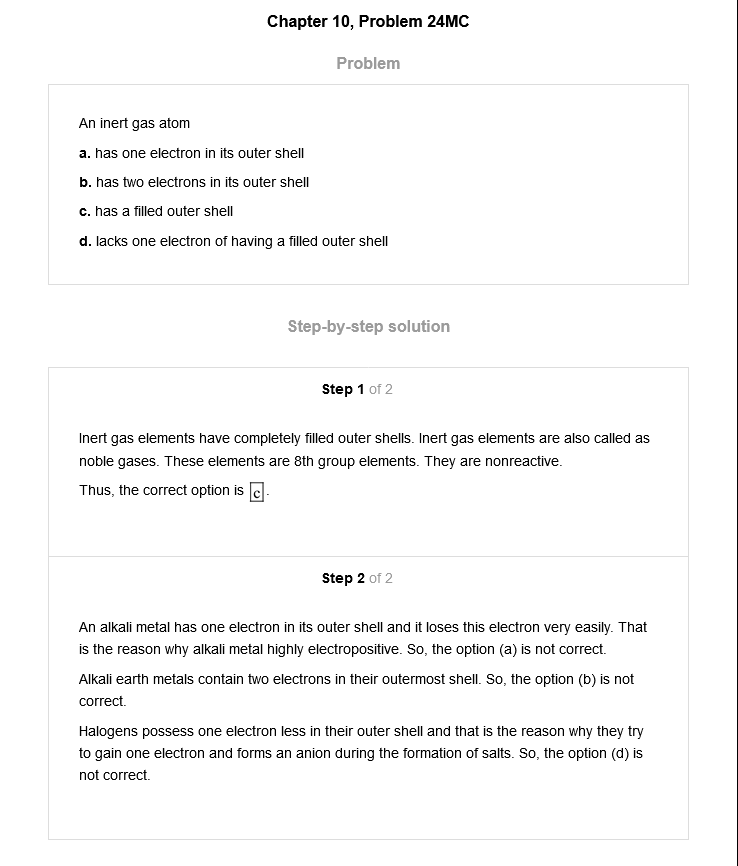 Chapter 10, Problem 24MC
Problem
An inert gas atom
a. has one electron in its outer shell
b. has two electrons in its outer shell
c. has a filled outer shell
d. lacks one electron of having a filled outer shell
Step-by-step solution
Step 1 of 2
Inert gas elements have completely filled outer shells. Inert gas elements are also called as
noble gases. These elements are 8th group elements. They are nonreactive.
Thus, the correct option is c.
Step 2 of 2
An alkali metal has one electron in its outer shell and it loses this electron very easily. That
is the reason why alkali metal highly electropositive. So, the option (a) is not correct.
Alkali earth metals contain two electrons in their outermost shell. So, the option (b) is not
correct.
Halogens possess one electron less in their outer shell and that is the reason why they try
to gain one electron and forms an anion during the formation of salts. So, the option (d) is
not correct.